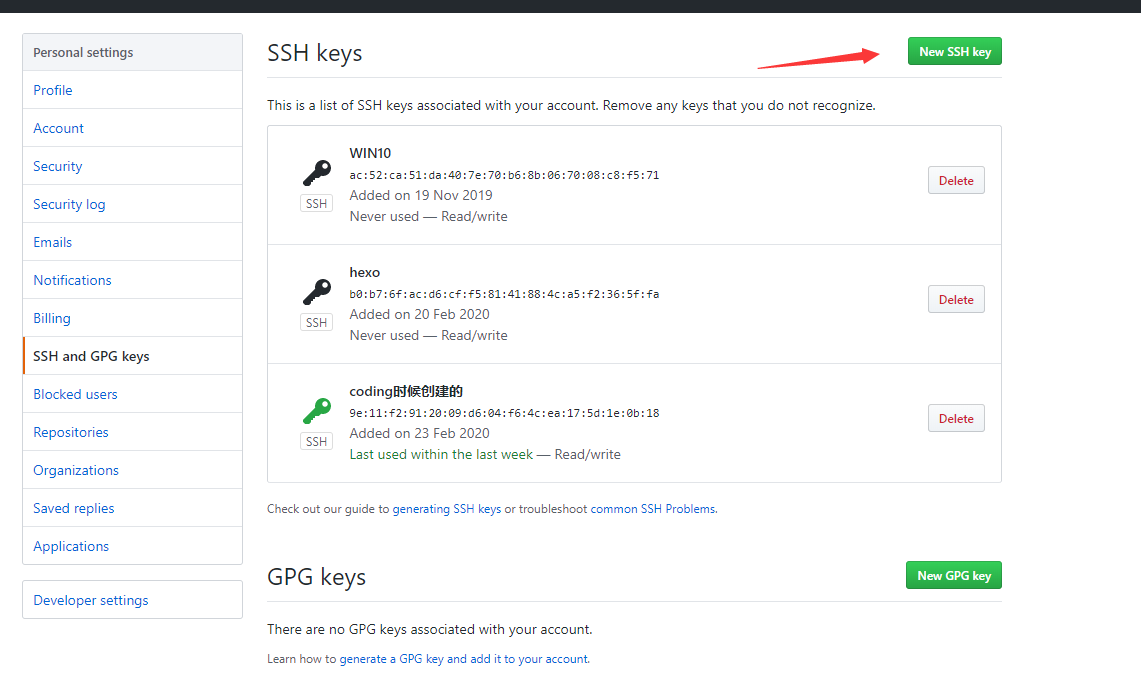 Personal settings
Profile
Account
Security
Security log
Emails
Notifications
Billing
SSH and GPG keys
Blocked users
Repositories
Organizations
Saved replies
Applications
Developer settings
SSH keys
New SSH key
This is a list of SSH keys associated with your account. Remove any keys that you do not recognize.
WIN10
ac:52:ca:51:da:40:7e:70:b6:8b:06:70:08:c8:f5:71
SSH
Added on 19 Nov 2019
Never used — Read/write
Delete
hexo
b0:b7:6f:ac:d6:cf:f5:81:41:88:4c:a5:f2:36:5f:fa
SSH
Added on 20 Feb 2020
Never used — Read/write
Delete
coding时候创建的
9e:11:f2:91:20:09:d6:04:f6:4c:ea:17:5d:1e:0b:18
SSH
Added on 23 Feb 2020
Last used within the last week — Read/write
Delete
Check out our guide to generating SSH keys or troubleshoot common SSH Problems.
GPG keys
New GPG key
There are no GPG keys associated with your account.
Learn how to generate a GPG key and add it to your account.